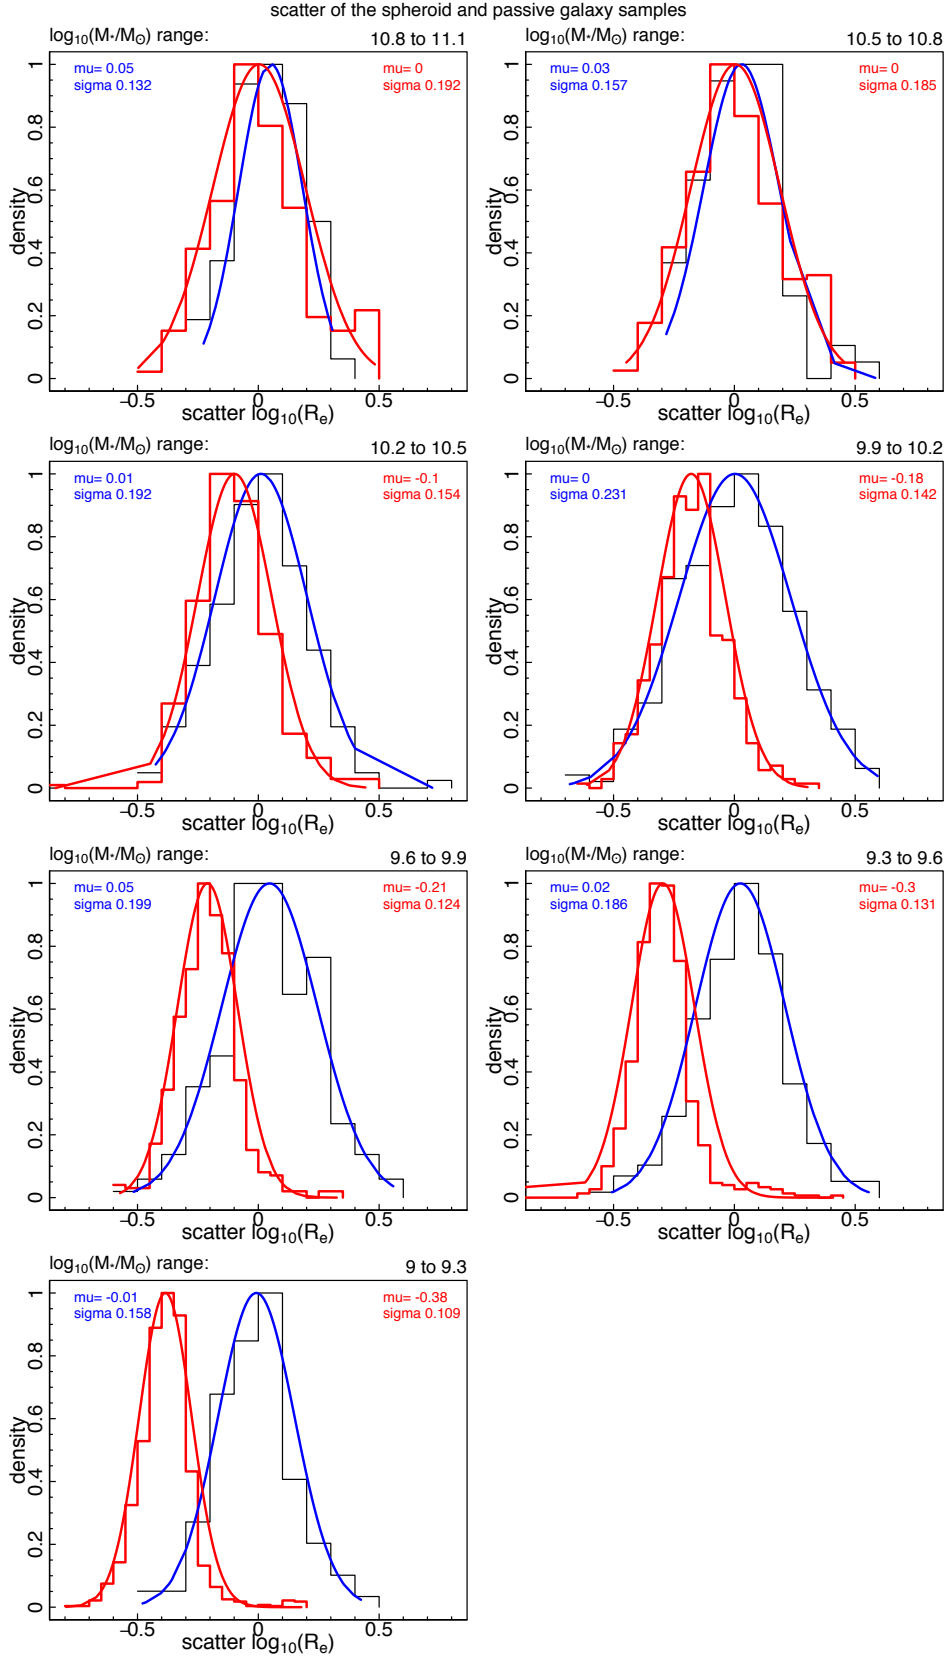 scatter of the spheroid and passive galaxy samples
log₁₀(M⋆/M⊙) range: 10.8 to 11.1
mu= 0.05
sigma 0.132
mu= 0
sigma 0.192
density
0 0.2 0.4 0.6 0.8 1
−0.5 0 0.5
scatter log₁₀(Rₑ)
log₁₀(M⋆/M⊙) range: 10.5 to 10.8
mu= 0.03
sigma 0.157
mu= 0
sigma 0.185
density
0 0.2 0.4 0.6 0.8 1
−0.5 0 0.5
scatter log₁₀(Rₑ)
log₁₀(M⋆/M⊙) range: 10.2 to 10.5
mu= 0.01
sigma 0.192
mu= -0.1
sigma 0.154
density
0 0.2 0.4 0.6 0.8 1
−0.5 0 0.5
scatter log₁₀(Rₑ)
log₁₀(M⋆/M⊙) range: 9.9 to 10.2
mu= 0
sigma 0.231
mu= -0.18
sigma 0.142
density
0 0.2 0.4 0.6 0.8 1
−0.5 0 0.5
scatter log₁₀(Rₑ)
log₁₀(M⋆/M⊙) range: 9.6 to 9.9
mu= 0.05
sigma 0.199
mu= -0.21
sigma 0.124
density
0 0.2 0.4 0.6 0.8 1
−0.5 0 0.5
scatter log₁₀(Rₑ)
log₁₀(M⋆/M⊙) range: 9.3 to 9.6
mu= 0.02
sigma 0.186
mu= -0.3
sigma 0.131
density
0 0.2 0.4 0.6 0.8 1
−0.5 0 0.5
scatter log₁₀(Rₑ)
log₁₀(M⋆/M⊙) range: 9 to 9.3
mu= -0.01
sigma 0.158
mu= -0.38
sigma 0.109
density
0 0.2 0.4 0.6 0.8 1
−0.5 0 0.5
scatter log₁₀(Rₑ)